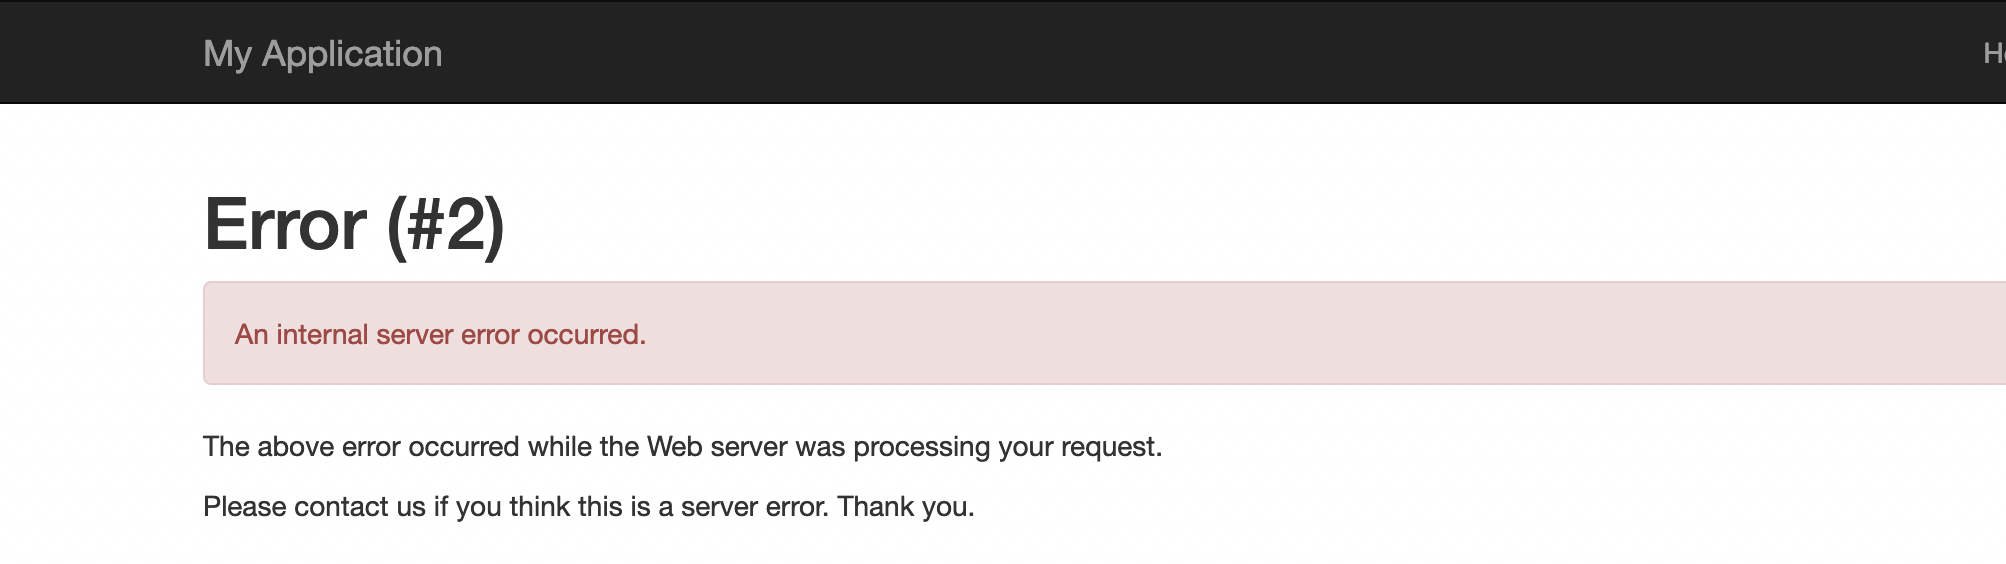 My Application
Error (#2)
An internal server error occurred.
The above error occurred while the Web server was processing your request.
Please contact us if you think this is a server error. Thank you.